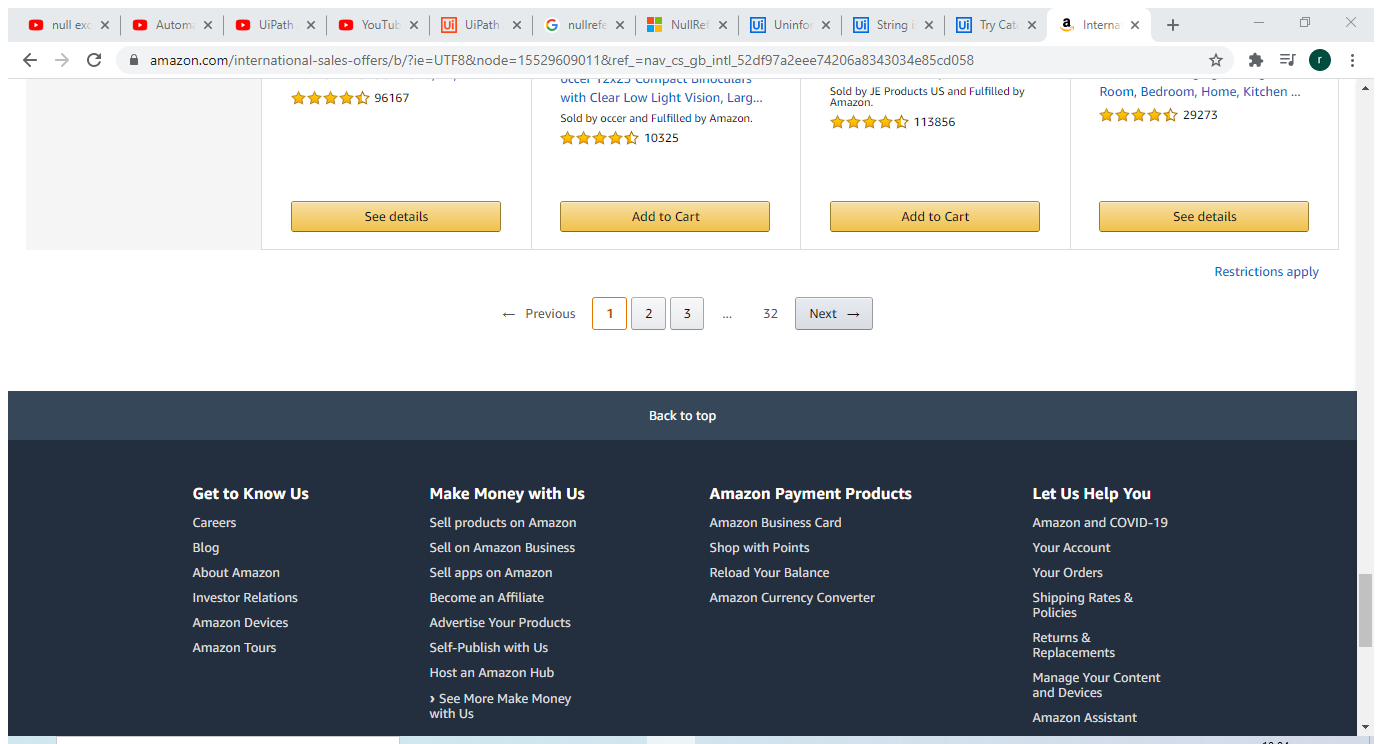 null exc
Autom
UiPath
YouTub
UiPath
nullrefe
NullRef
Uninfor
String i
Try Cat
Interna
amazon.com/international-sales-offers/b/?ie=UTF8&node=15529609011&ref_=nav_cs_gb_intl_52df97a2eee74206a8343034e85cd058
r
96167
See details
occer 12x25 Compact Binoculars
with Clear Low Light Vision, Larg...
Sold by occer and Fulfilled by Amazon.
10325
Add to Cart
Sold by JE Products US and Fulfilled by
Amazon.
113856
Add to Cart
Room, Bedroom, Home, Kitchen ...
29273
See details
Restrictions apply
← Previous 1 2 3 ... 32 Next →
Back to top
Get to Know Us
Careers
Blog
About Amazon
Investor Relations
Amazon Devices
Amazon Tours
Make Money with Us
Sell products on Amazon
Sell on Amazon Business
Sell apps on Amazon
Become an Affiliate
Advertise Your Products
Self-Publish with Us
Host an Amazon Hub
› See More Make Money
with Us
Amazon Payment Products
Amazon Business Card
Shop with Points
Reload Your Balance
Amazon Currency Converter
Let Us Help You
Amazon and COVID-19
Your Account
Your Orders
Shipping Rates &
Policies
Returns &
Replacements
Manage Your Content
and Devices
Amazon Assistant